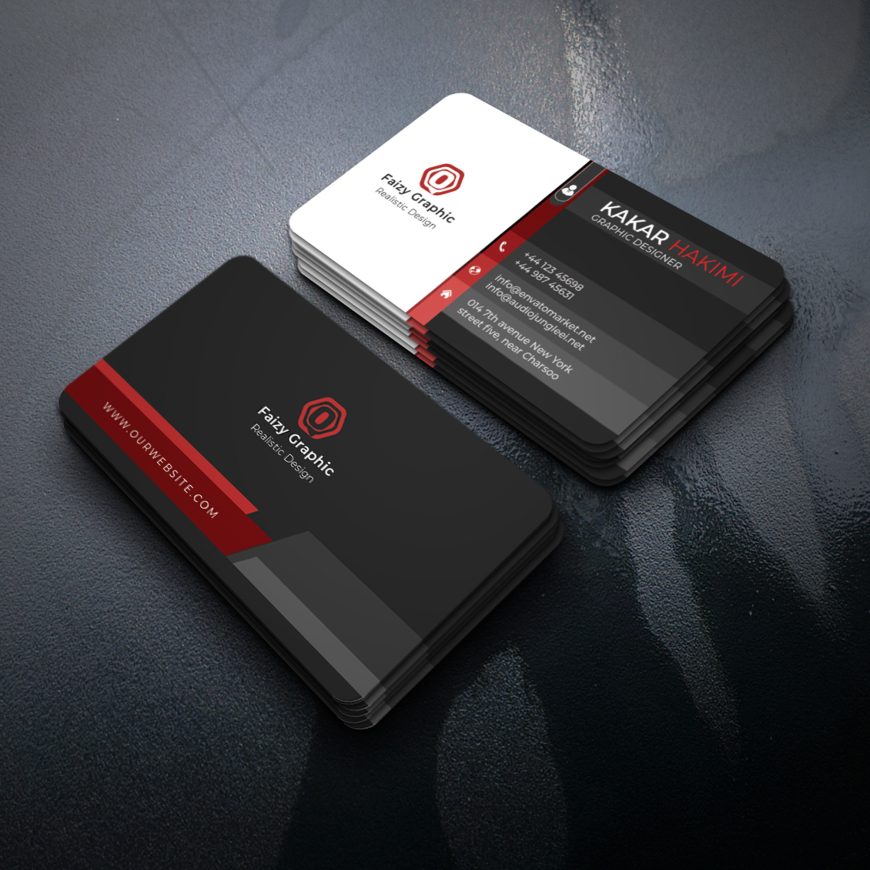 Faizy Graphic
Realistic Design
KAKAR HAKIMI
GRAPHIC DESIGNER
+44 123 45698
+44 987 45631
info@envatomarket.net
info@audiojungleei.net
014 7th avenue New York
street five, near Charsoo
Faizy Graphic
Realistic Design
WWW.OURWEBSITE.COM